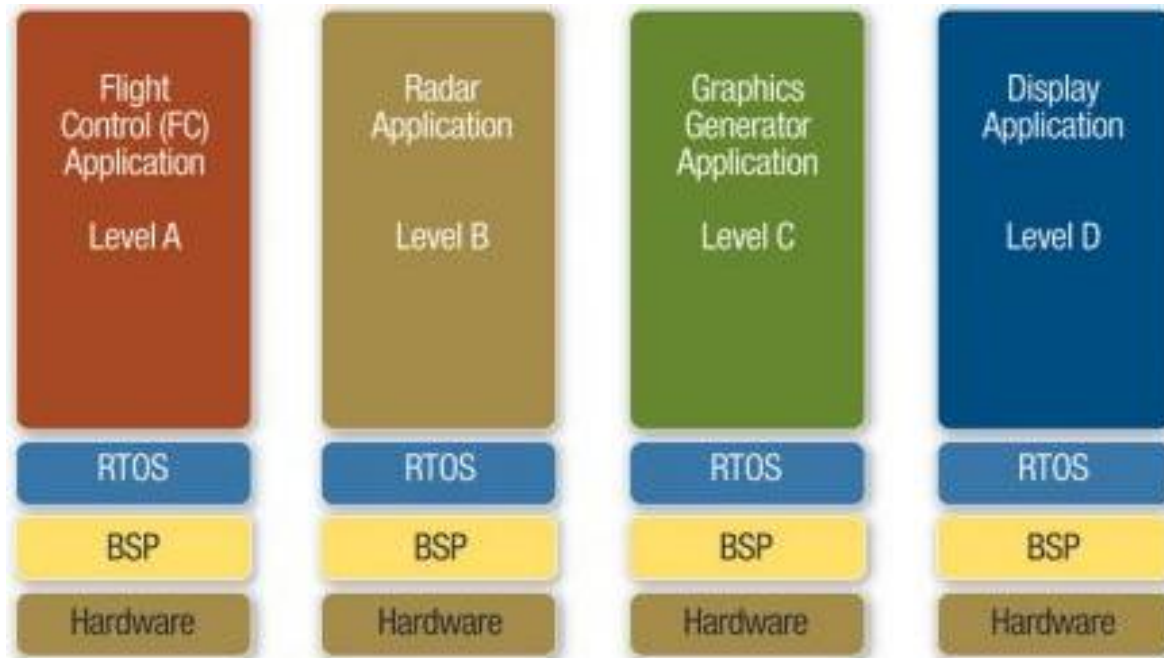 Flight
Control (FC)
Application
Level A
Radar
Application
Level B
Graphics
Generator
Application
Level C
Display
Application
Level D
RTOS
RTOS
RTOS
RTOS
BSP
BSP
BSP
BSP
Hardware
Hardware
Hardware
Hardware